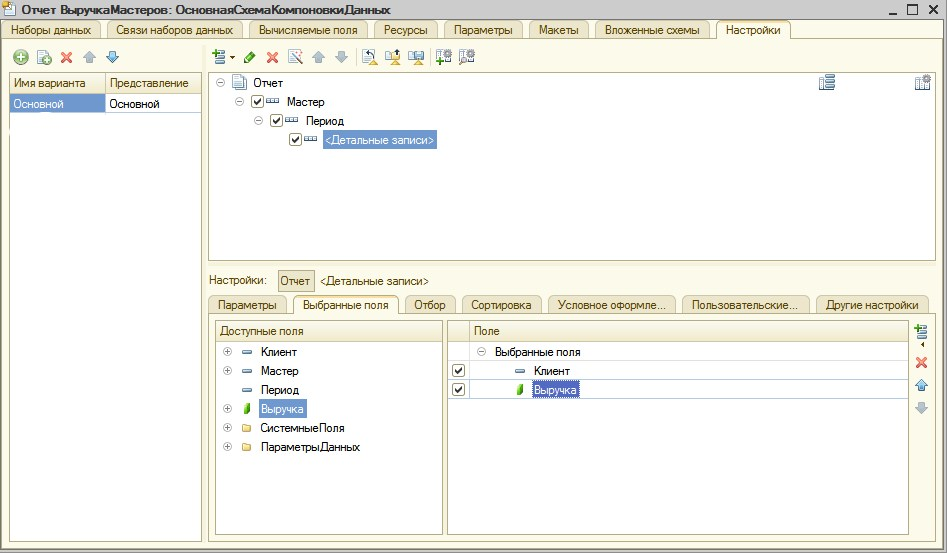 Отчет ВыручкаМастеров: ОсновнаяСхемаКомпоновкиДанных
Наборы данных Связи наборов данных Вычисляемые поля Ресурсы Параметры Макеты Вложенные схемы Настройки
Имя варианта Представление
Основной Основной
Отчет
Мастер
Период
<Детальные записи>
Настройки: Отчет <Детальные записи>
Параметры Выбранные поля Отбор Сортировка Условное оформле... Пользовательские... Другие настройки
Доступные поля
Клиент
Мастер
Период
Выручка
СистемныеПоля
ПараметрыДанных
Поле
Выбранные поля
Клиент
Выручка